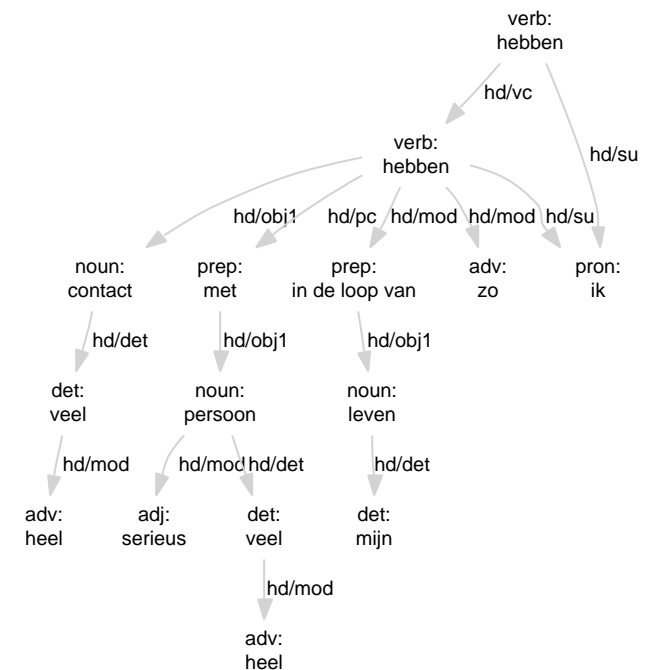 verb:
hebben
hd/vc
verb:
hebben
hd/su
hd/obj1 hd/pc hd/mod hd/mod hd/su
noun: prep: prep: adv: pron:
contact met in de loop van zo ik
hd/det hd/obj1 hd/obj1
det: noun: noun:
veel persoon leven
hd/mod hd/mod hd/det hd/det
adv: adj: det: det:
heel serieus veel mijn
hd/mod
adv:
heel